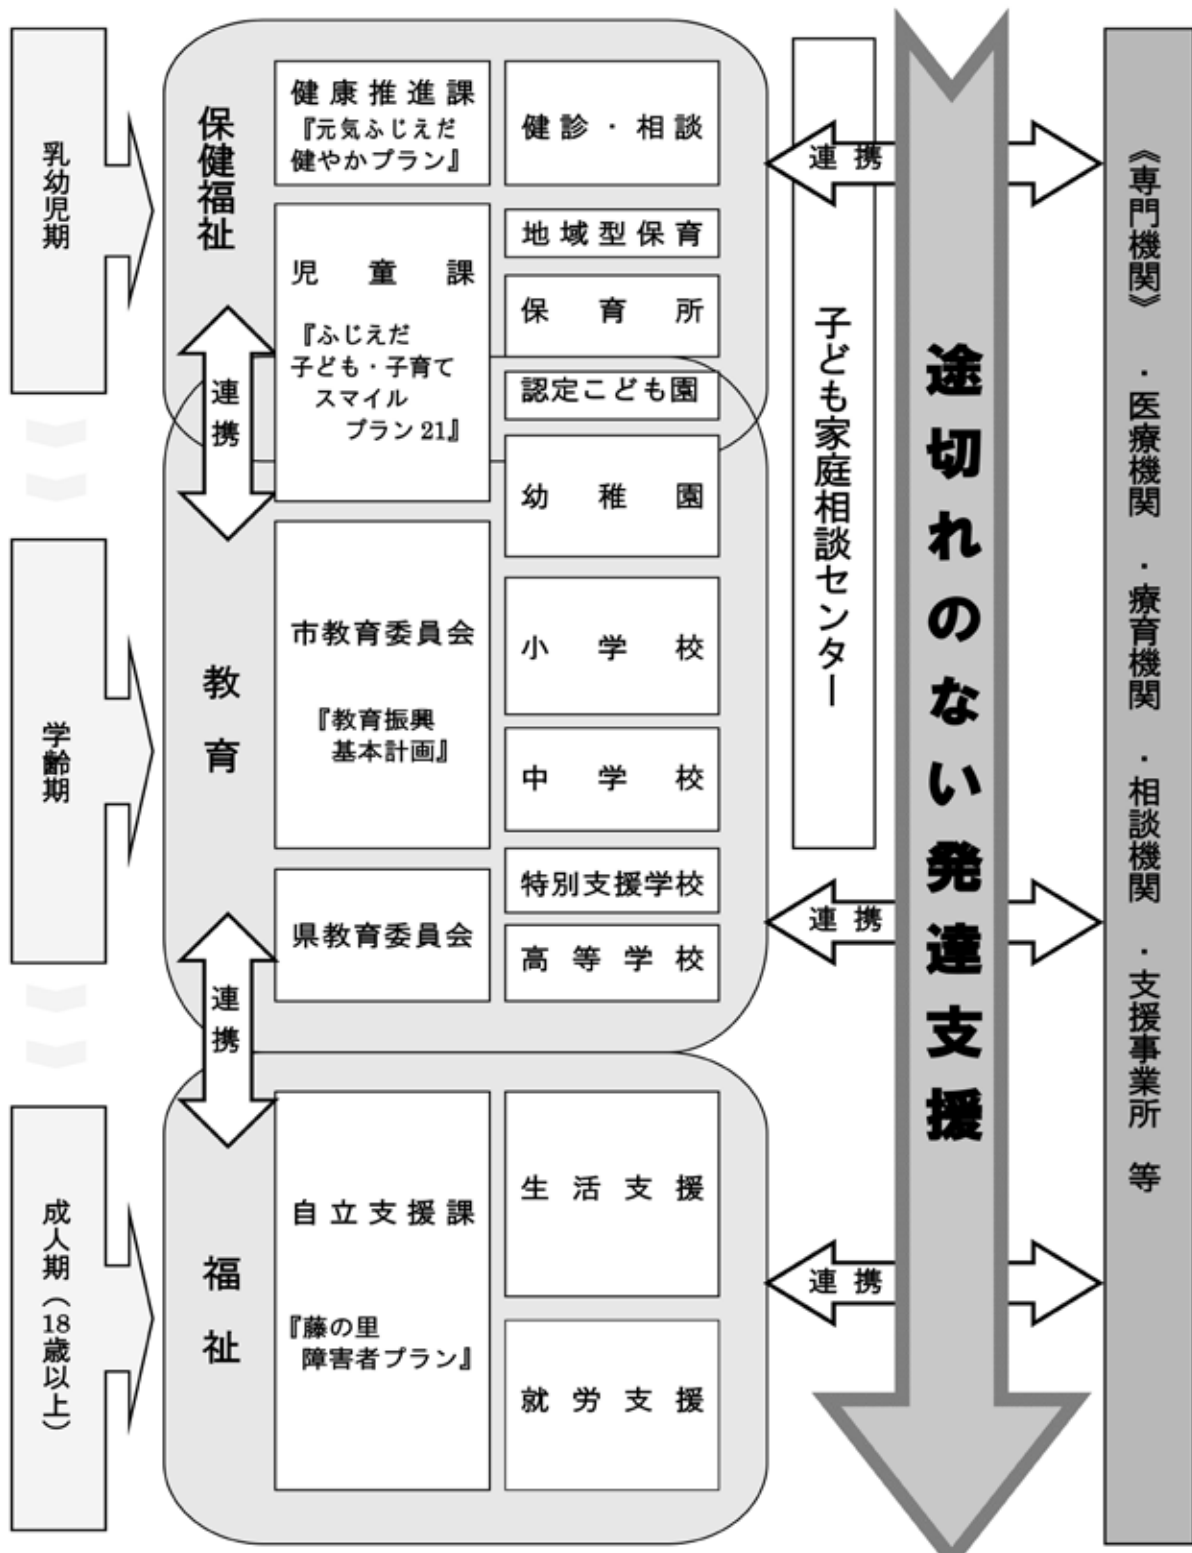 乳幼児期
学齢期
成人期（18歳以上）
保健福祉
健康推進課
『元気ふじえだ
健やかプラン』
健診・相談
児童課
『ふじえだ
子ども・子育て
スマイル
プラン21』
地域型保育
保育所
認定こども園
幼稚園
連携
教育
市教育委員会
『教育振興
基本計画』
小学校
中学校
県教育委員会
特別支援学校
高等学校
連携
福祉
自立支援課
『藤の里
障害者プラン』
生活支援
就労支援
連携
連携
連携
子ども家庭相談センター
途切れのない発達支援
《専門機関》 ・医療機関 ・療育機関 ・相談機関 ・支援事業所 等